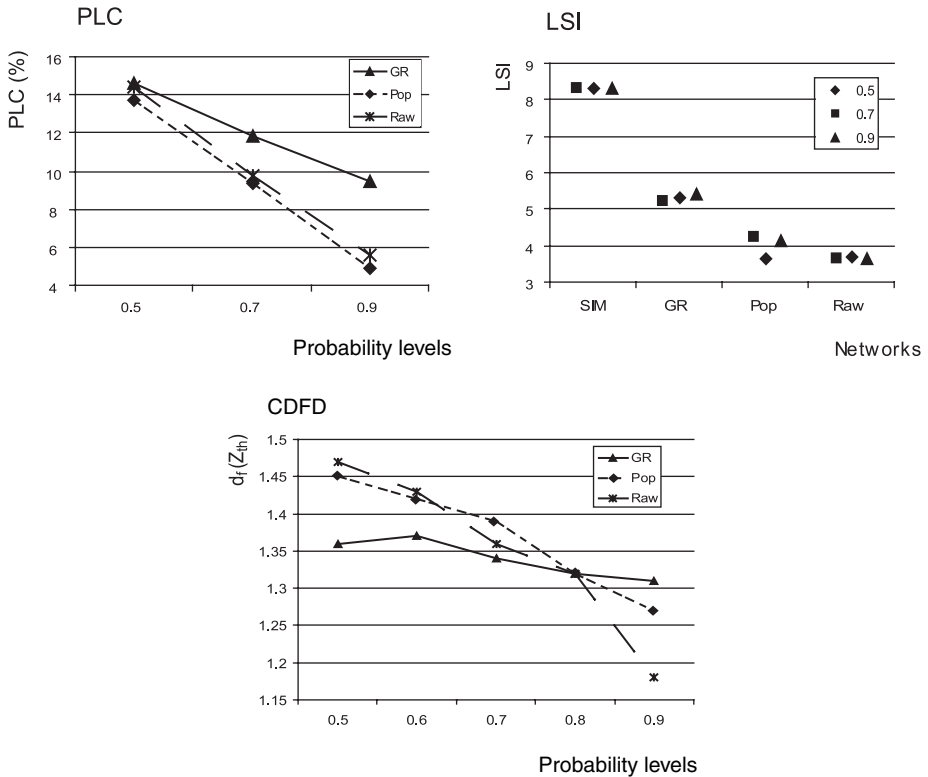 PLC
PLC (%)
16
14
12
10
8
6
4
GR
Pop
Raw
0.5 0.7 0.9
Probability levels
LSI
LSI
9
8
7
6
5
4
3
0.5
0.7
0.9
SIM GR Pop Raw
Networks
CDFD
df(Zth)
1.5
1.45
1.4
1.35
1.3
1.25
1.2
1.15
GR
Pop
Raw
0.5 0.6 0.7 0.8 0.9
Probability levels